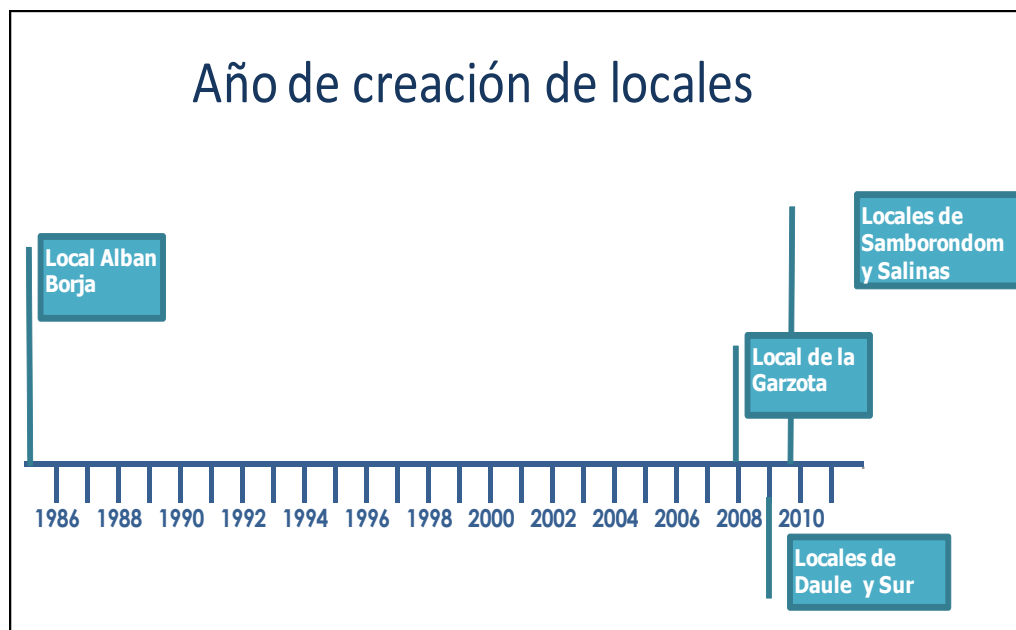 Año de creación de locales
Local Alban
Borja
Locales de
Samborondom
y Salinas
Local de la
Garzota
1986 1988 1990 1992 1994 1996 1998 2000 2002 2004 2006 2008 2010
Locales de
Daule y Sur